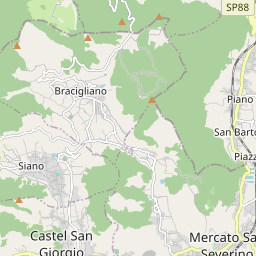 SP88
Bracigliano
Piano
San Barto
Piazz
Siano
Castel San
Giorgio
Mercato Sa
Severino